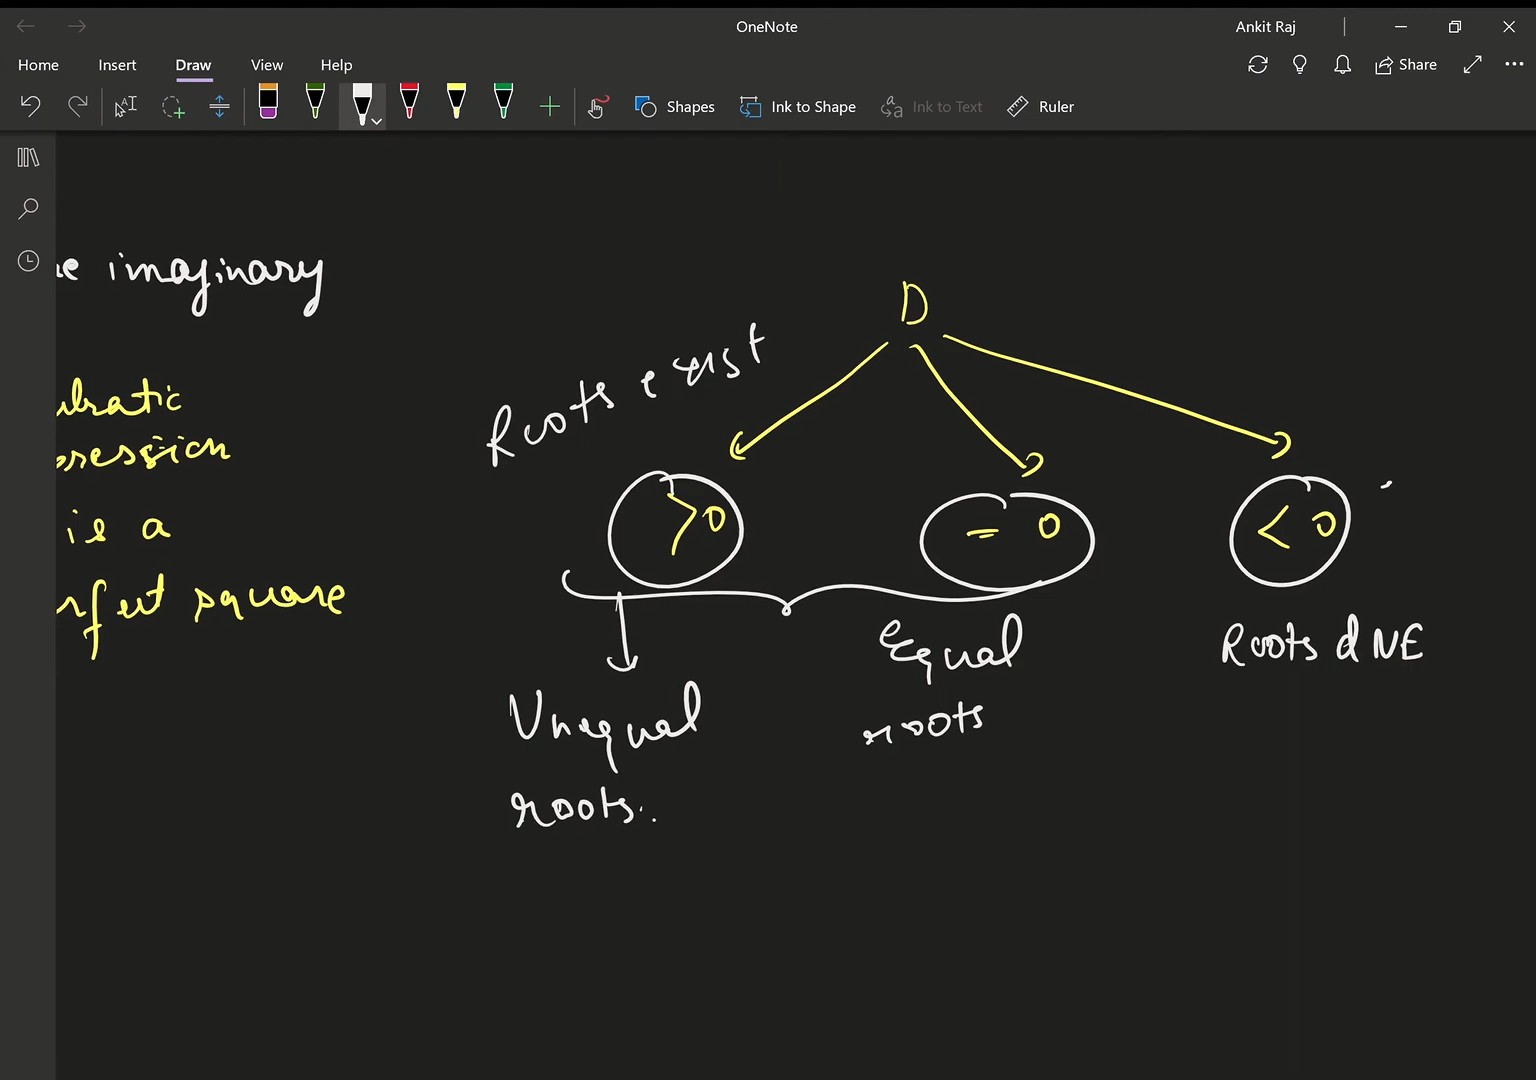 OneNote
Ankit Raj
Home Insert Draw View Help
Share
Shapes Ink to Shape Ink to Text Ruler
imaginary
D
Roots exist
is a
square
>0
= 0
< 0
Unequal
roots.
Equal
roots
Roots dNE